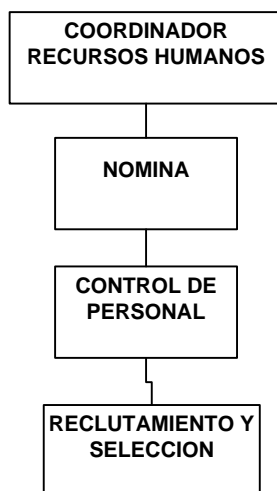 COORDINADOR
RECURSOS HUMANOS
NOMINA
CONTROL DE
PERSONAL
RECLUTAMIENTO Y
SELECCION